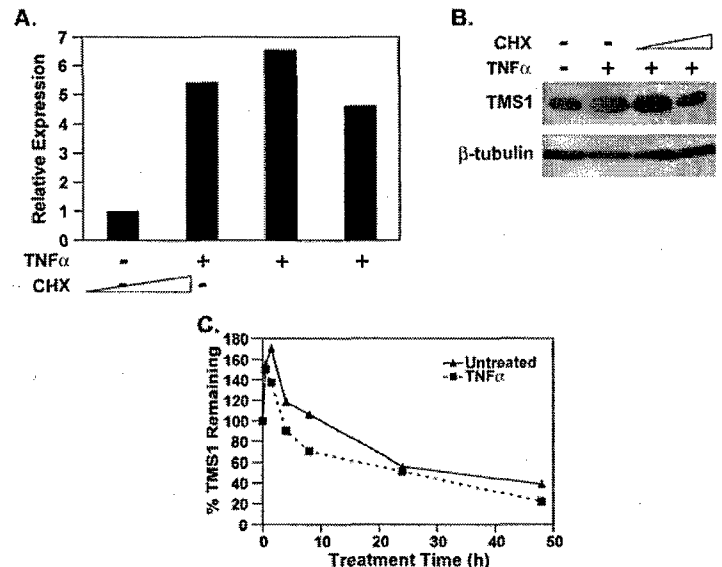 A.
Relative Expression
7
6
5
4
3
2
1
0
TNFα - + + +
CHX - -
B.
CHX - -
TNFα - + + +
TMS1
β-tubulin
C.
% TMS1 Remaining
180
160
140
120
100
80
60
40
20
0
Untreated
TNFα
0 10 20 30 40 50
Treatment Time (h)